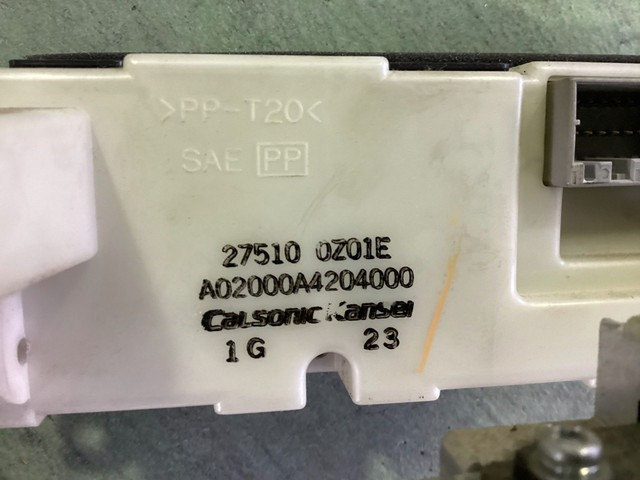 >PP-T20<
SAE PP
27510 0Z01E
A02000A4204000
Calsonic Kansei
1G 23